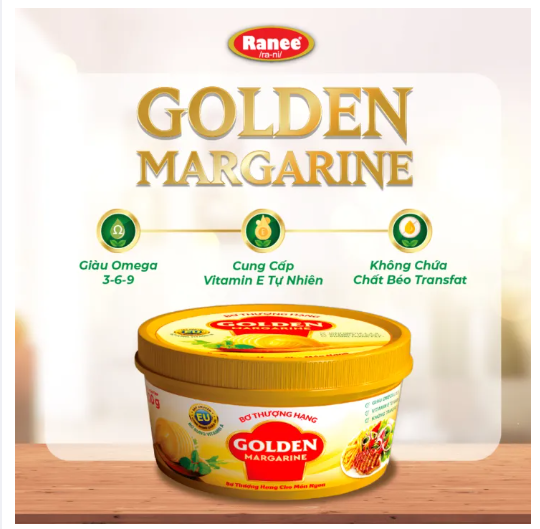 Ranee
/ra-ni/
GOLDEN
MARGARINE
Giàu Omega
3-6-9
Cung Cấp
Vitamin E Tự Nhiên
Không Chứa
Chất Béo Transfat
BƠ THƯỢNG HẠNG
GOLDEN
MARGARINE
EU
BƠ THƯỢNG HẠNG
EU
GOLDEN
MARGARINE
Bơ Thượng Hạng Cho Món Ngon